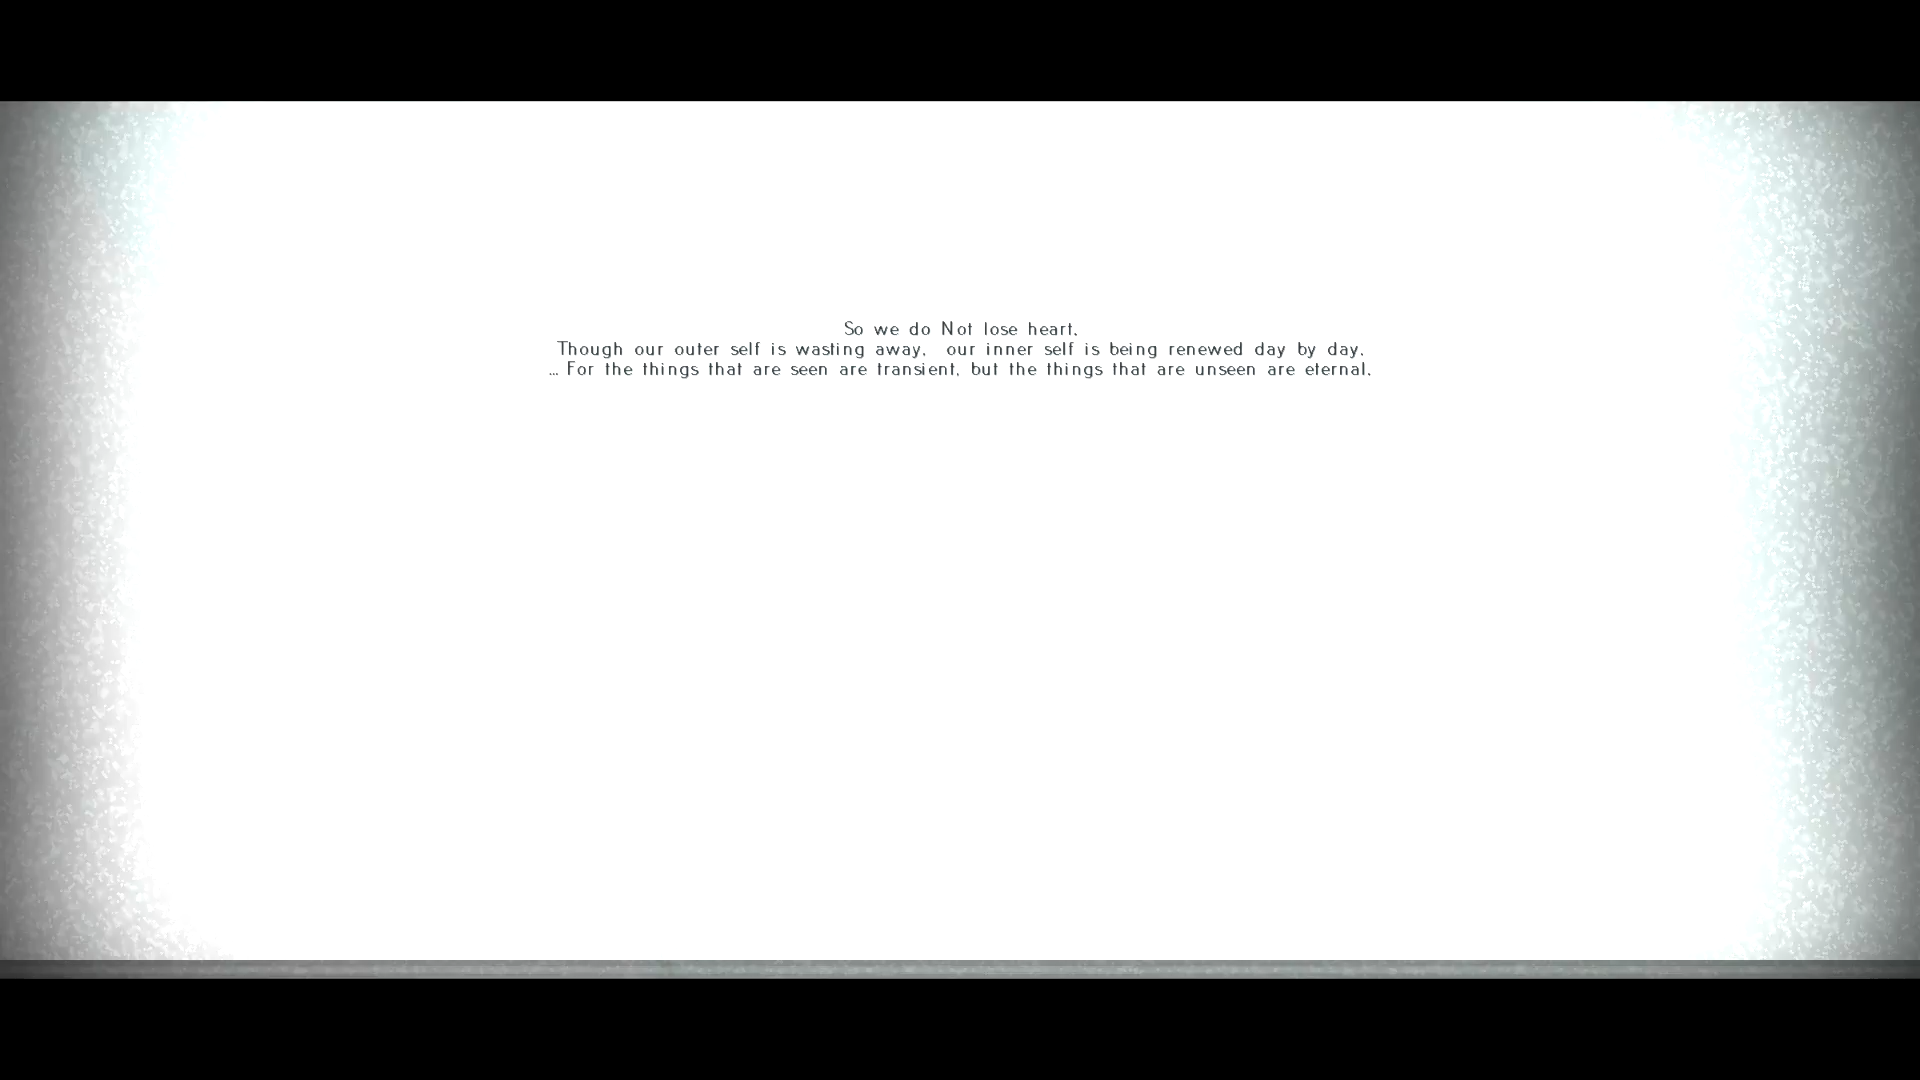 So we do Not lose heart.
Though our outer self is wasting away,  our inner self is being renewed day by day.
... For the things that are seen are transient, but the things that are unseen are eternal.